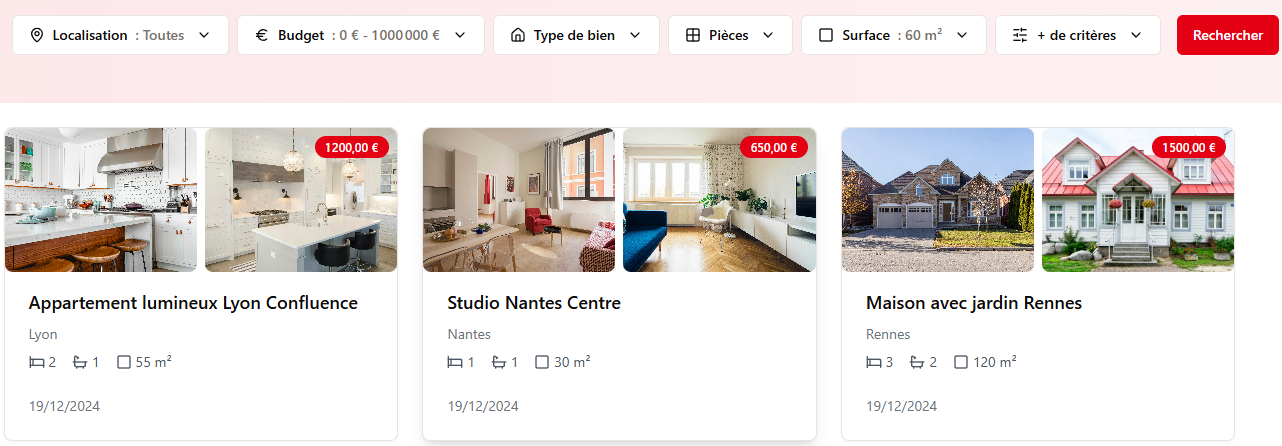 Localisation : Toutes
Budget : 0 € - 1000000 €
Type de bien
Pièces
Surface : 60 m²
+ de critères
Rechercher
1200,00 €
Appartement lumineux Lyon Confluence
Lyon
2 1 55 m²
19/12/2024
650,00 €
Studio Nantes Centre
Nantes
1 1 30 m²
19/12/2024
1500,00 €
Maison avec jardin Rennes
Rennes
3 2 120 m²
19/12/2024